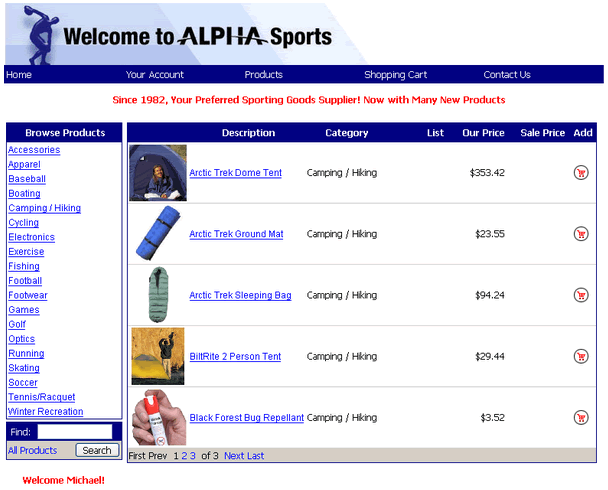 Welcome to ALPHA Sports
Home Your Account Products Shopping Cart Contact Us
Since 1982, Your Preferred Sporting Goods Supplier! Now with Many New Products
Browse Products
Accessories
Apparel
Baseball
Boating
Camping / Hiking
Cycling
Electronics
Exercise
Fishing
Football
Footwear
Games
Golf
Optics
Running
Skating
Soccer
Tennis/Racquet
Winter Recreation
Find:
All Products Search
Description Category List Our Price Sale Price Add
Arctic Trek Dome Tent Camping / Hiking $353.42
Arctic Trek Ground Mat Camping / Hiking $23.55
Arctic Trek Sleeping Bag Camping / Hiking $94.24
BiltRite 2 Person Tent Camping / Hiking $29.44
Black Forest Bug Repellant Camping / Hiking $3.52
First Prev 1 2 3 of 3 Next Last
Welcome Michael!